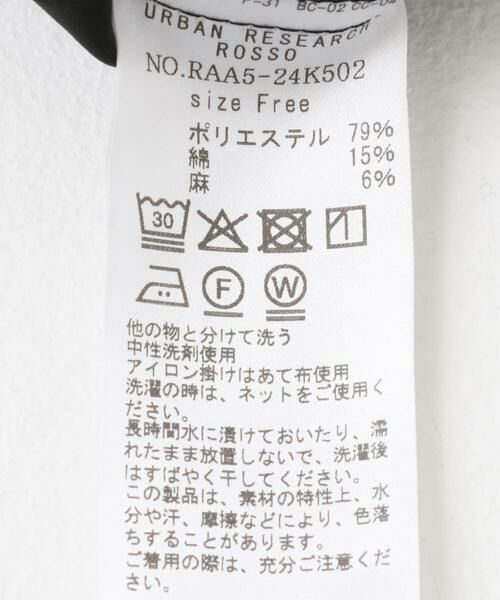 URBAN RESEARCH
ROSSO
NO.RAA5-24K502
size Free
ポリエステル 79%
綿 15%
麻 6%
30
F W
他の物と分けて洗う
中性洗剤使用
アイロン掛けはあて布使用
洗濯の時は、ネットをご使用く
ださい。
長時間水に漬けておいたり、濡
れたまま放置しないで、洗濯後
はすばやく干してください。
この製品は、素材の特性上、水
分や汗、摩擦などにより、色落
ちすることがあります。
ご着用の際は、充分ご注意くだ
さい。